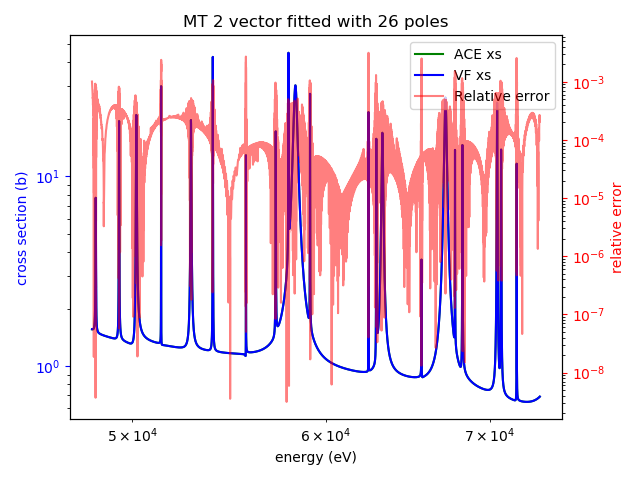 MT 2 vector fitted with 26 poles
ACE xs
VF xs
Relative error
cross section (b)
10¹
10⁰
relative error
10⁻³
10⁻⁴
10⁻⁵
10⁻⁶
10⁻⁷
10⁻⁸
5 × 10⁴ 6 × 10⁴ 7 × 10⁴
energy (eV)